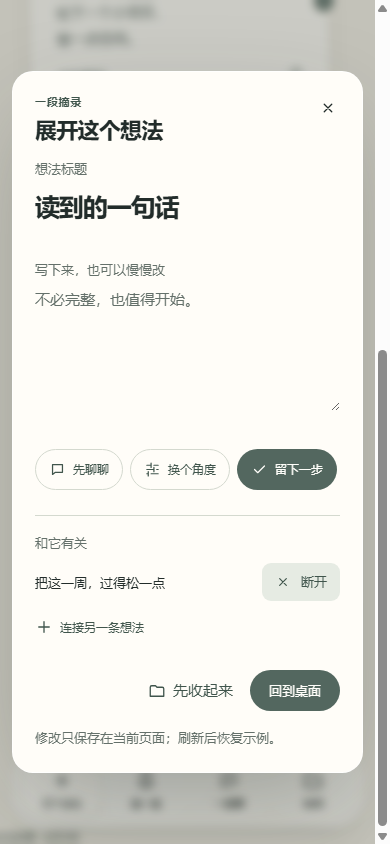 一段摘录
展开这个想法
想法标题
读到的一句话
写下来，也可以慢慢改
不必完整，也值得开始。
先聊聊
换个角度
留下一步
和它有关
把这一周，过得松一点
断开
连接另一条想法
先收起来
回到桌面
修改只保存在当前页面；刷新后恢复示例。